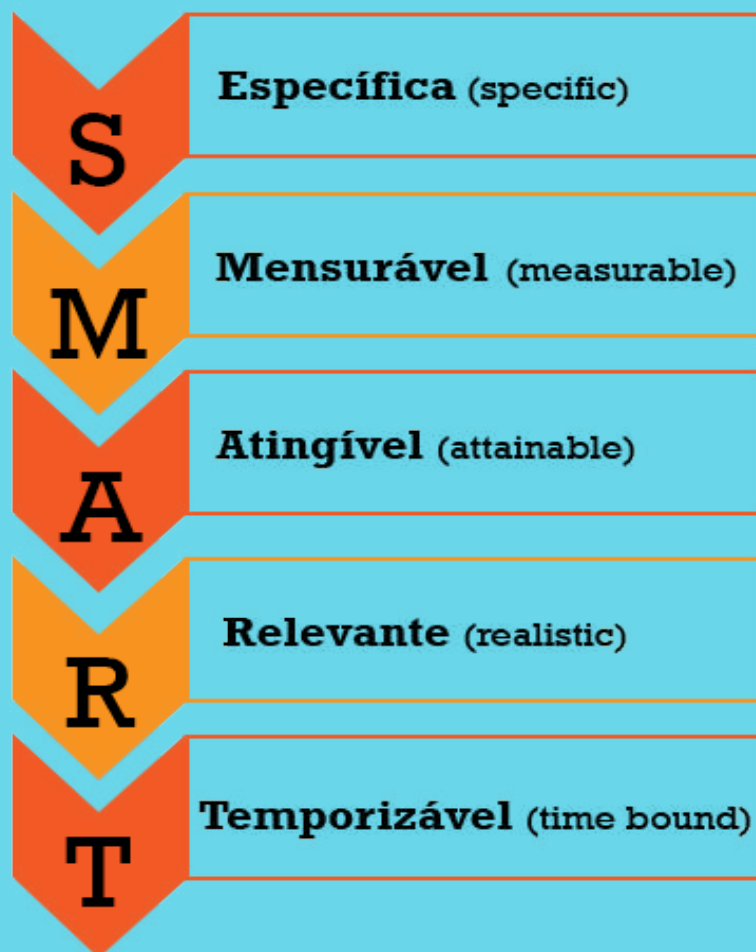 S
Específica (specific)
M
Mensurável (measurable)
A
Atingível (attainable)
R
Relevante (realistic)
T
Temporizável (time bound)